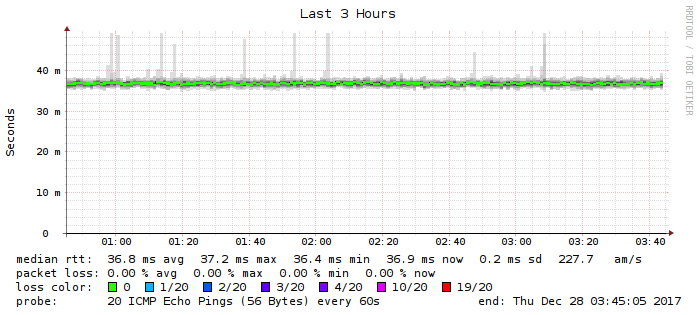 Last 3 Hours
RRDTOOL / TOBI OETIKER
Seconds
40 m
30 m
20 m
10 m
0
01:00 01:20 01:40 02:00 02:20 02:40 03:00 03:20 03:40
median rtt: 36.8 ms avg 37.2 ms max 36.4 ms min 36.9 ms now 0.2 ms sd 227.7 am/s
packet loss: 0.00 % avg 0.00 % max 0.00 % min 0.00 % now
loss color: 0 1/20 2/20 3/20 4/20 10/20 19/20
probe: 20 ICMP Echo Pings (56 Bytes) every 60s end: Thu Dec 28 03:45:05 2017